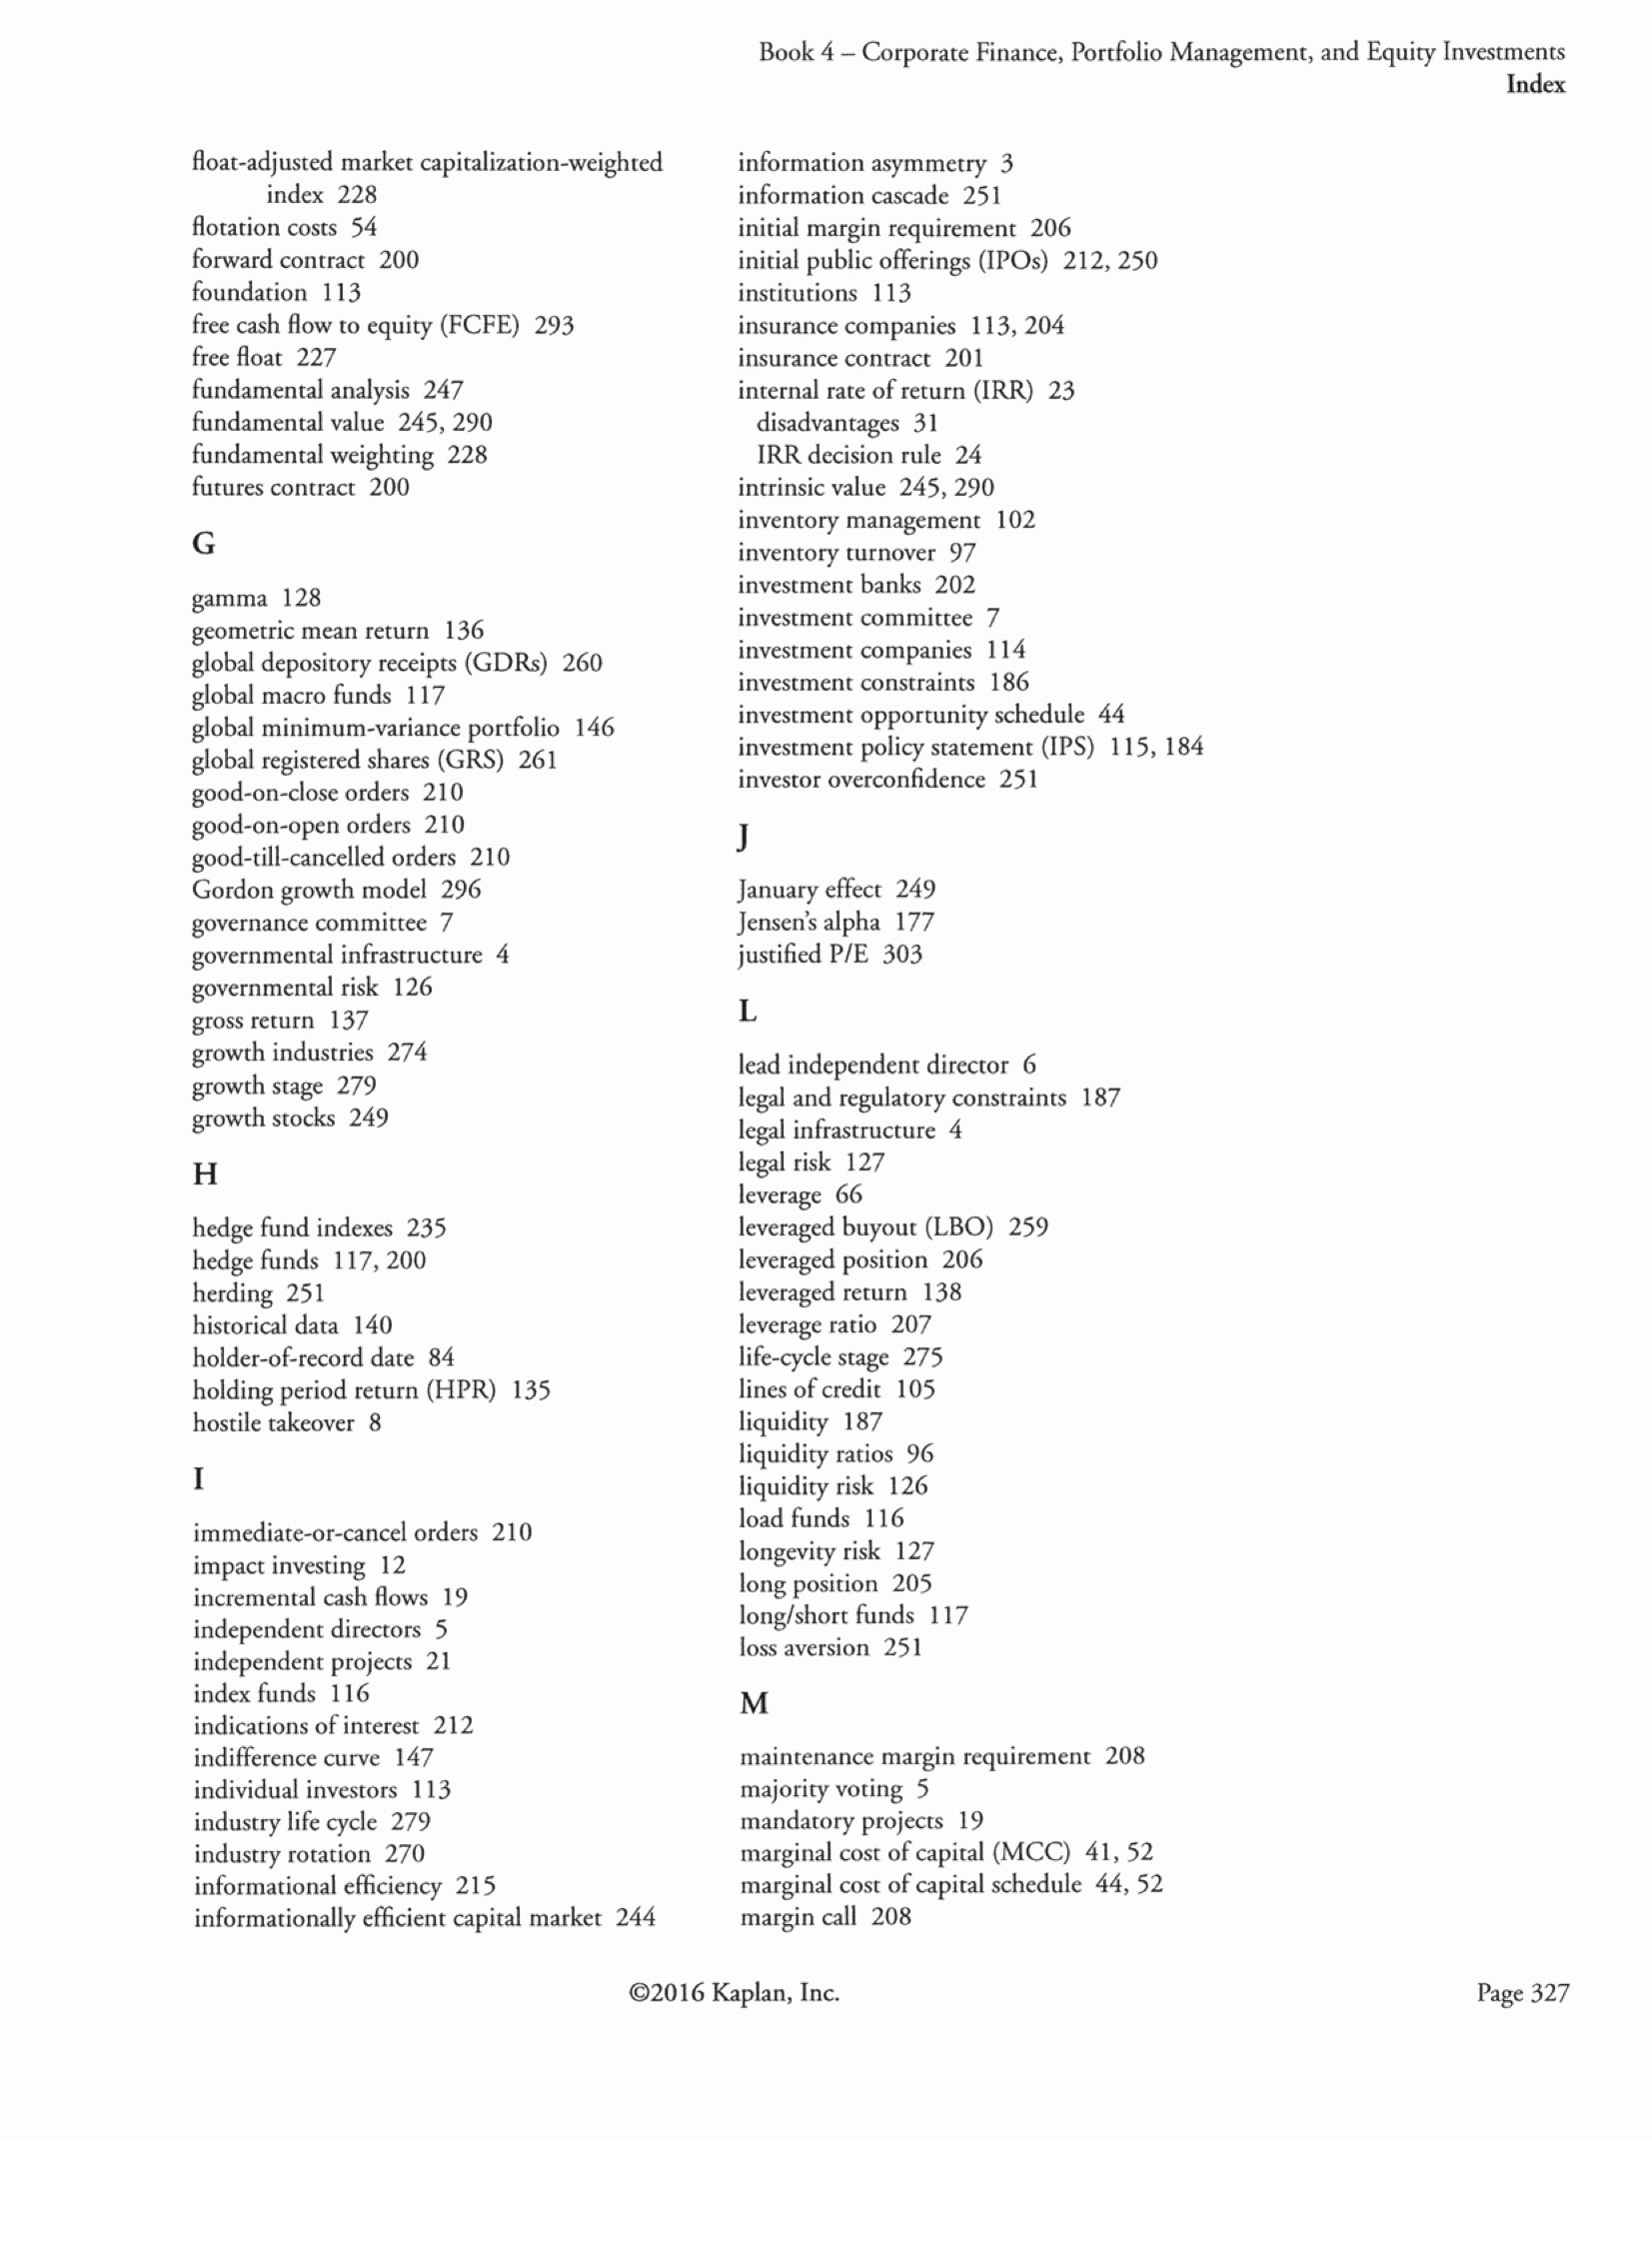 Book 4 – Corporate Finance, Portfolio Management, and Equity Investments
Index
float-adjusted market capitalization-weighted
index 228
flotation costs 54
forward contract 200
foundation 113
free cash flow to equity (FCFE) 293
free float 227
fundamental analysis 247
fundamental value 245, 290
fundamental weighting 228
futures contract 200
G
gamma 128
geometric mean return 136
global depository receipts (GDRs) 260
global macro funds 117
global minimum-variance portfolio 146
global registered shares (GRS) 261
good-on-close orders 210
good-on-open orders 210
good-till-cancelled orders 210
Gordon growth model 296
governance committee 7
governmental infrastructure 4
governmental risk 126
gross return 137
growth industries 274
growth stage 279
growth stocks 249
H
hedge fund indexes 235
hedge funds 117, 200
herding 251
historical data 140
holder-of-record date 84
holding period return (HPR) 135
hostile takeover 8
I
immediate-or-cancel orders 210
impact investing 12
incremental cash flows 19
independent directors 5
independent projects 21
index funds 116
indications of interest 212
indifference curve 147
individual investors 113
industry life cycle 279
industry rotation 270
informational efficiency 215
informationally efficient capital market 244
information asymmetry 3
information cascade 251
initial margin requirement 206
initial public offerings (IPOs) 212, 250
institutions 113
insurance companies 113, 204
insurance contract 201
internal rate of return (IRR) 23
disadvantages 31
IRR decision rule 24
intrinsic value 245, 290
inventory management 102
inventory turnover 97
investment banks 202
investment committee 7
investment companies 114
investment constraints 186
investment opportunity schedule 44
investment policy statement (IPS) 115, 184
investor overconfidence 251
J
January effect 249
Jensen's alpha 177
justified P/E 303
L
lead independent director 6
legal and regulatory constraints 187
legal infrastructure 4
legal risk 127
leverage 66
leveraged buyout (LBO) 259
leveraged position 206
leveraged return 138
leverage ratio 207
life-cycle stage 275
lines of credit 105
liquidity 187
liquidity ratios 96
liquidity risk 126
load funds 116
longevity risk 127
long position 205
long/short funds 117
loss aversion 251
M
maintenance margin requirement 208
majority voting 5
mandatory projects 19
marginal cost of capital (MCC) 41, 52
marginal cost of capital schedule 44, 52
margin call 208
©2016 Kaplan, Inc.
Page 327